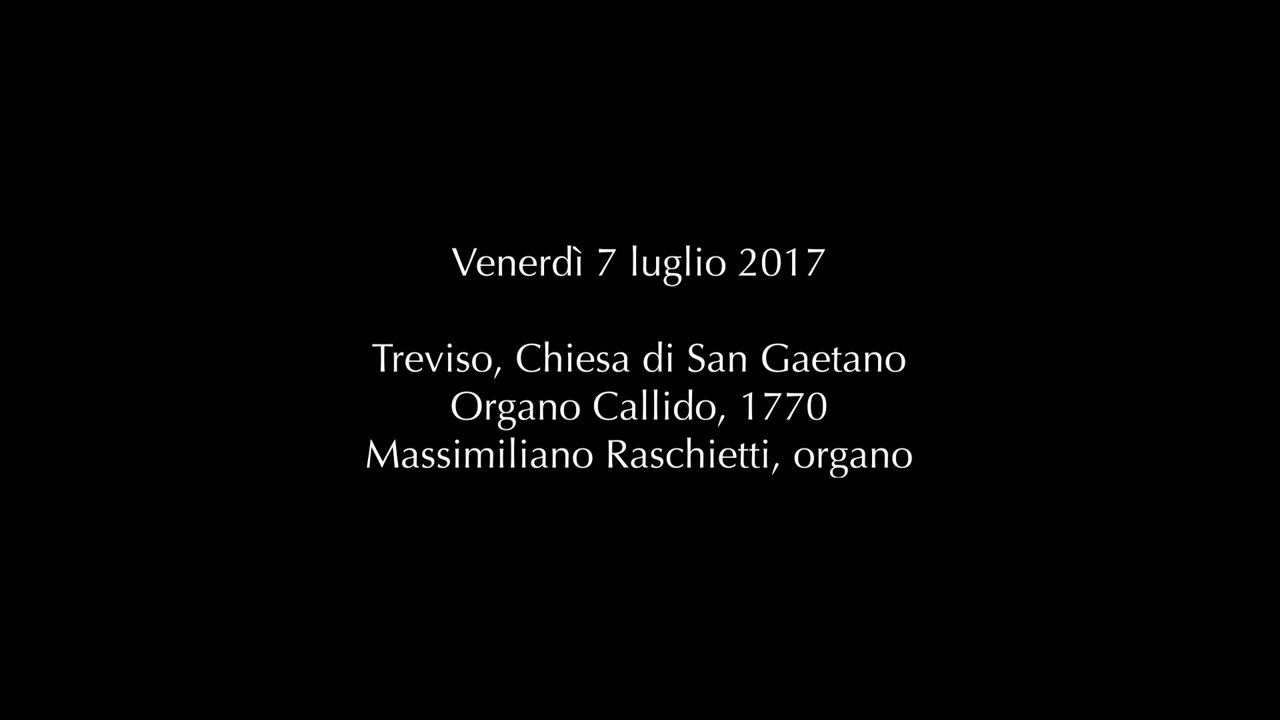 Venerdì 7 luglio 2017
Treviso, Chiesa di San Gaetano
Organo Callido, 1770
Massimiliano Raschietti, organo